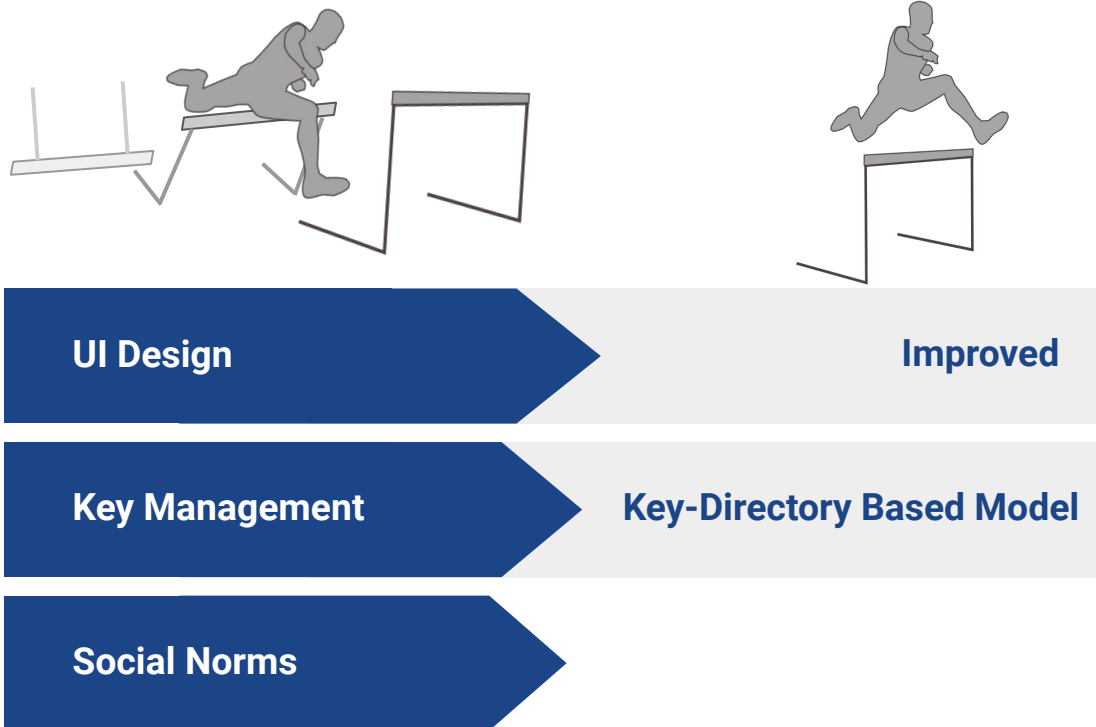 UI Design
Improved
Key Management
Key-Directory Based Model
Social Norms